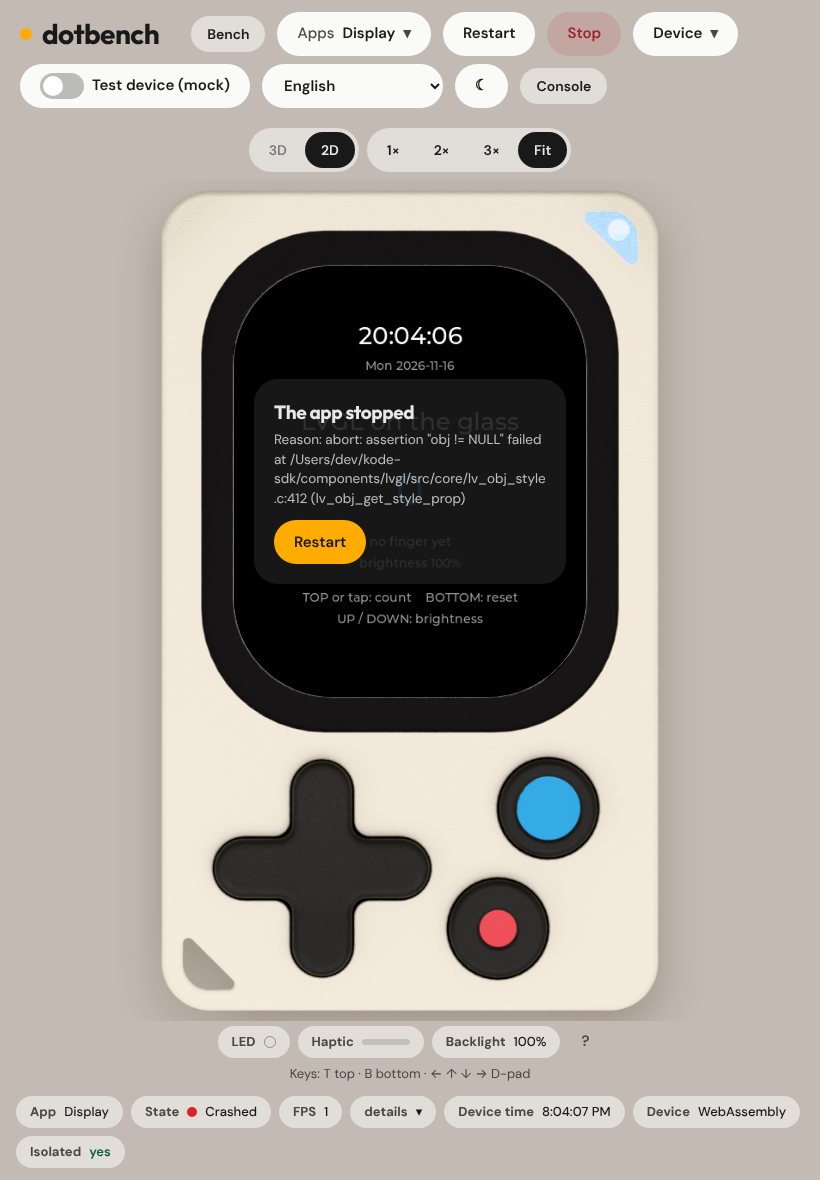 dotbench
Bench
Apps Display ▾
Restart
Stop
Device ▾
Test device (mock)
English
Console
3D 2D
1× 2× 3× Fit
20:04:06
Mon 2026-11-16
LVGL on the glass
The app stopped
Reason: abort: assertion "obj != NULL" failed
at /Users/dev/kode-
sdk/components/lvgl/src/core/lv_obj_style
.c:412 (lv_obj_get_style_prop)
Restart
no finger yet
brightness 100%
TOP or tap: count BOTTOM: reset
UP / DOWN: brightness
LED
Haptic
Backlight 100%
?
Keys: T top · B bottom · ← ↑ ↓ → D-pad
App Display
State Crashed
FPS 1
details ▾
Device time 8:04:07 PM
Device WebAssembly
Isolated yes